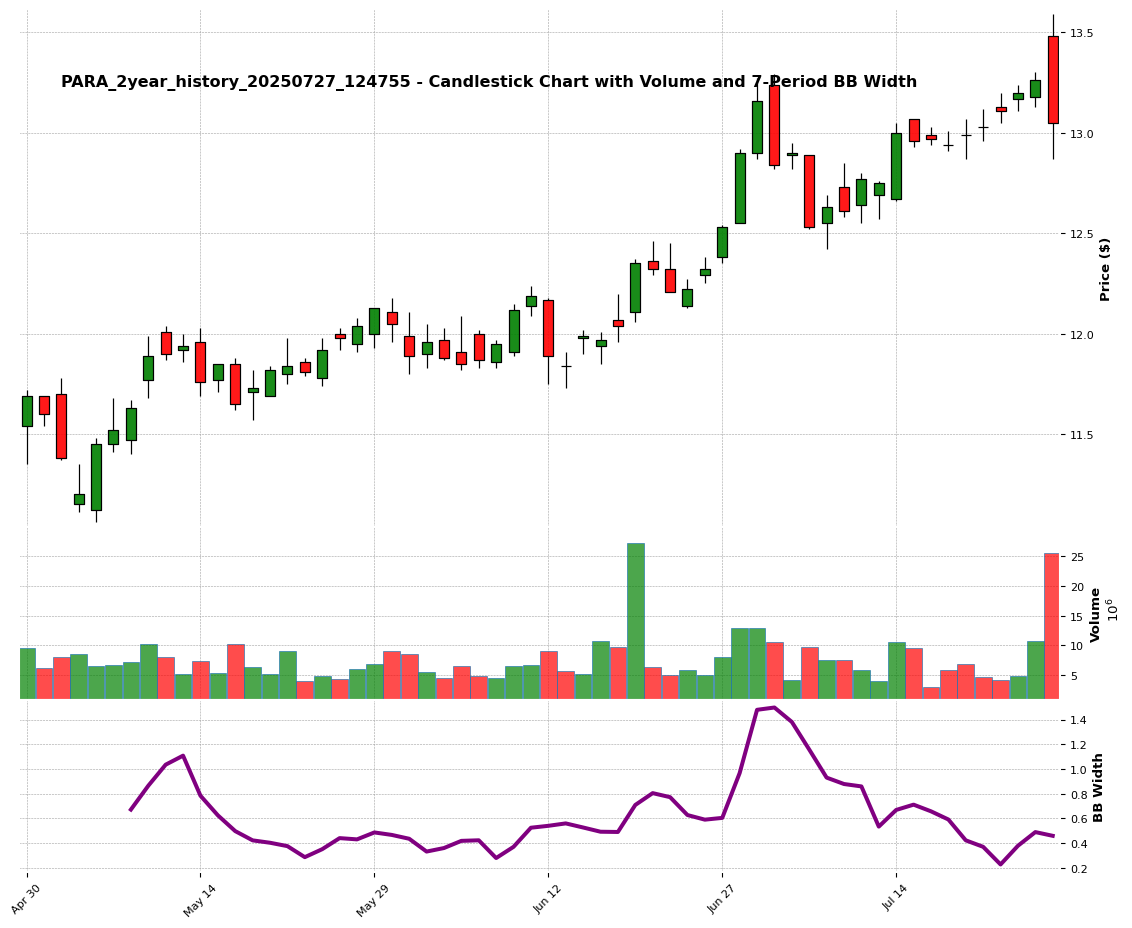 PARA_2year_history_20250727_124755 - Candlestick Chart with Volume and 7-Period BB Width
13.5
13.0
12.5
12.0
11.5
Price ($)
25
20
15
10
5
Volume
10^6
1.4
1.2
1.0
0.8
0.6
0.4
0.2
BB Width
Apr 30
May 14
May 29
Jun 12
Jun 27
Jul 14